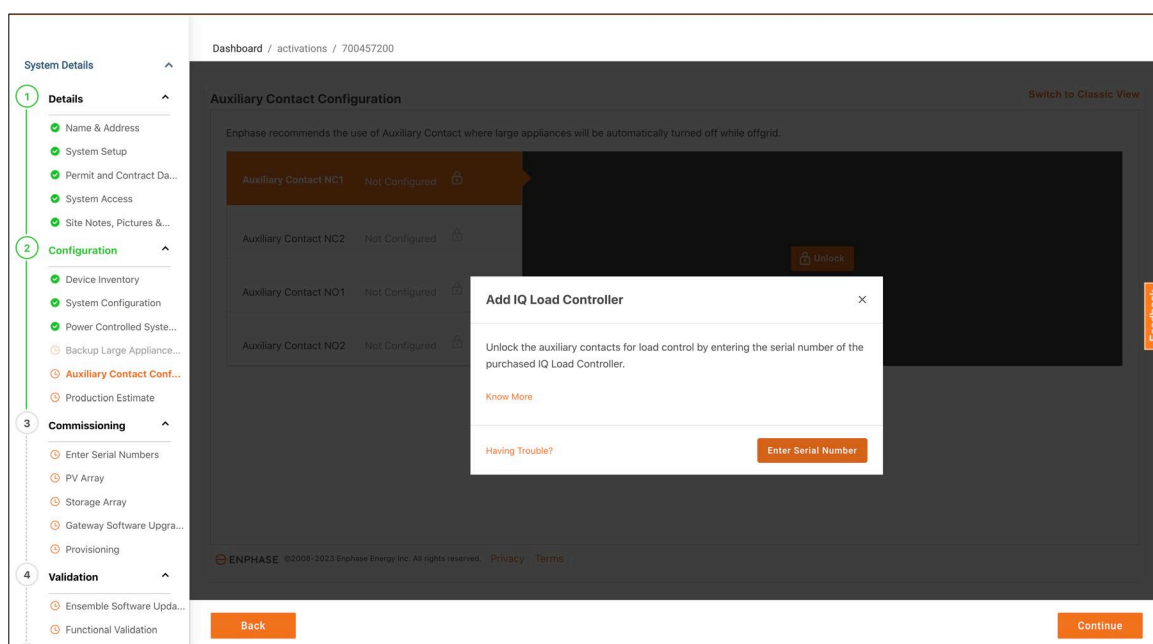 Dashboard / activations / 700457200
System Details
1
Details
Name & Address
System Setup
Permit and Contract Da...
System Access
Site Notes, Pictures &...
2
Configuration
Device Inventory
System Configuration
Power Controlled Syste...
Backup Large Appliance...
Auxiliary Contact Conf...
Production Estimate
3
Commissioning
Enter Serial Numbers
PV Array
Storage Array
Gateway Software Upgra...
Provisioning
4
Validation
Ensemble Software Upda...
Functional Validation
Auxiliary Contact Configuration
Switch to Classic View
Enphase recommends the use of Auxiliary Contact where large appliances will be automatically turned off while offgrid.
Auxiliary Contact NC1 Not Configured
Auxiliary Contact NC2 Not Configured
Auxiliary Contact NO1 Not Configured
Auxiliary Contact NO2 Not Configured
Unlock
Add IQ Load Controller
Unlock the auxiliary contacts for load control by entering the serial number of the
purchased IQ Load Controller.
Know More
Having Trouble?
Enter Serial Number
Feedback
ENPHASE ©2008-2023 Enphase Energy Inc. All rights reserved. Privacy Terms
Back
Continue